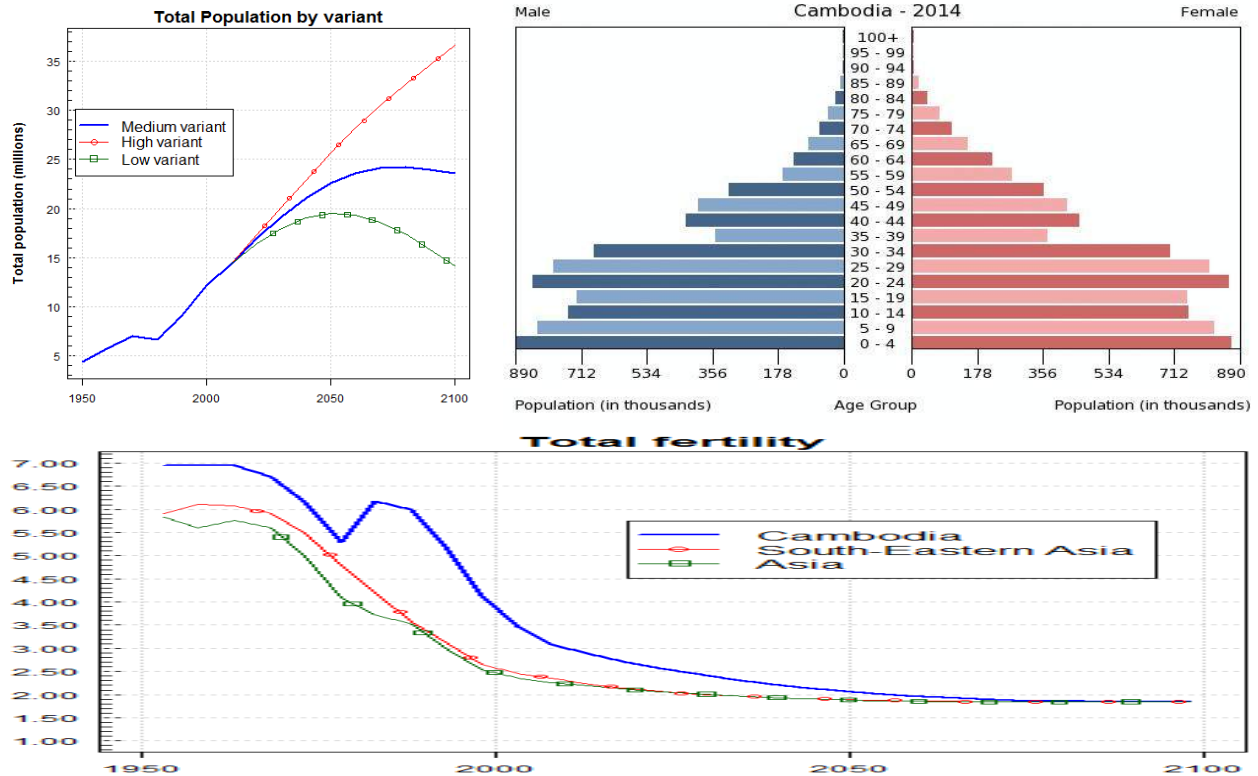 Total Population by variant
Total population (millions)
35
30
25
20
15
10
5
Medium variant
High variant
Low variant
1950 2000 2050 2100
Male Cambodia - 2014 Female
100+
95 - 99
90 - 94
85 - 89
80 - 84
75 - 79
70 - 74
65 - 69
60 - 64
55 - 59
50 - 54
45 - 49
40 - 44
35 - 39
30 - 34
25 - 29
20 - 24
15 - 19
10 - 14
5 - 9
0 - 4
890 712 534 356 178 0 0 178 356 534 712 890
Population (in thousands) Age Group Population (in thousands)
Total fertility
7.00
6.50
6.00
5.50
5.00
4.50
4.00
3.50
3.00
2.50
2.00
1.50
1.00
Cambodia
South-Eastern Asia
Asia
1950 2000 2050 2100